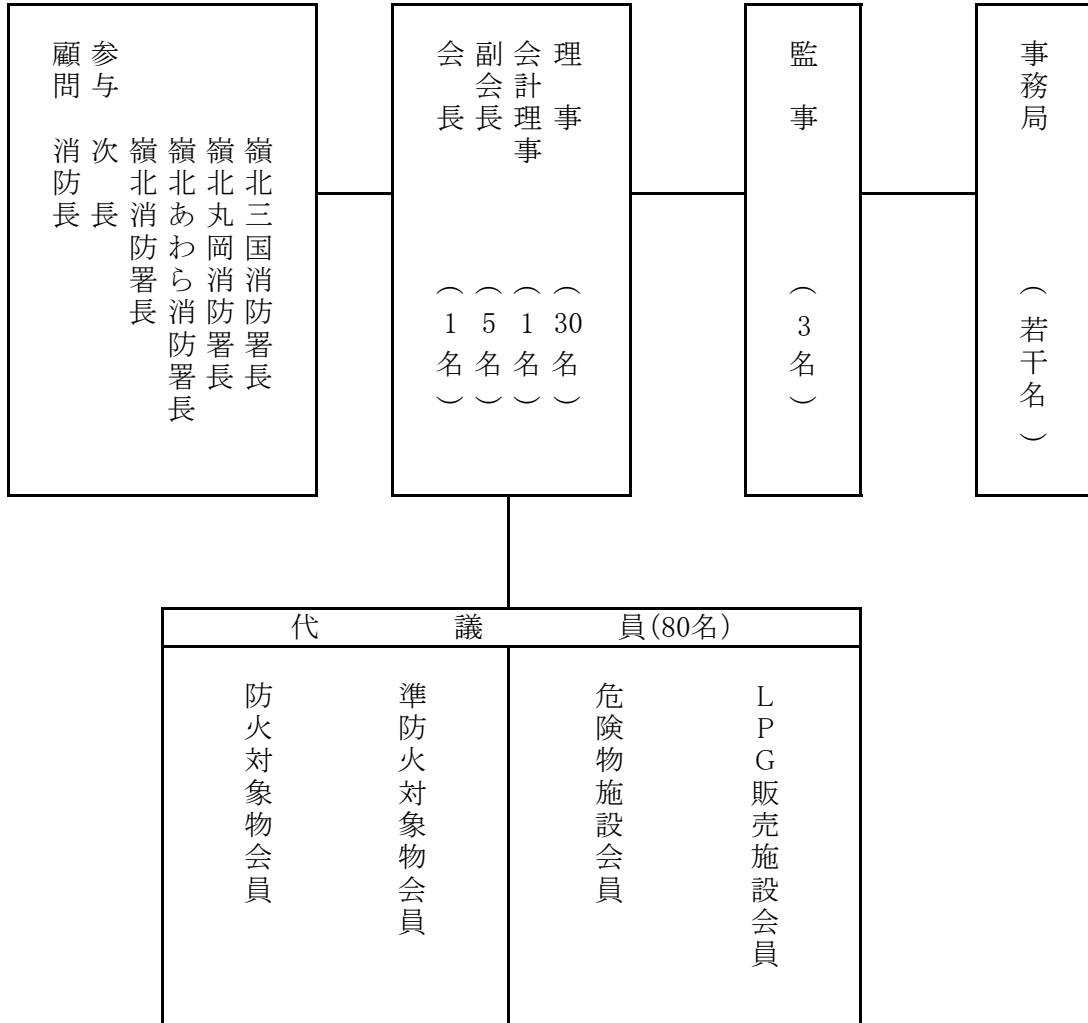 顧問　消防長
参与　次　長
嶺北消防署長
嶺北あわら消防署長
嶺北丸岡消防署長
嶺北三国消防署長
会　長　（1名）
副会長　（5名）
会計理事　（1名）
理　事　（30名）
監　事　（3名）
事務局　（若干名）
代　議　員(80名)
防火対象物会員
準防火対象物会員
危険物施設会員
LPG販売施設会員